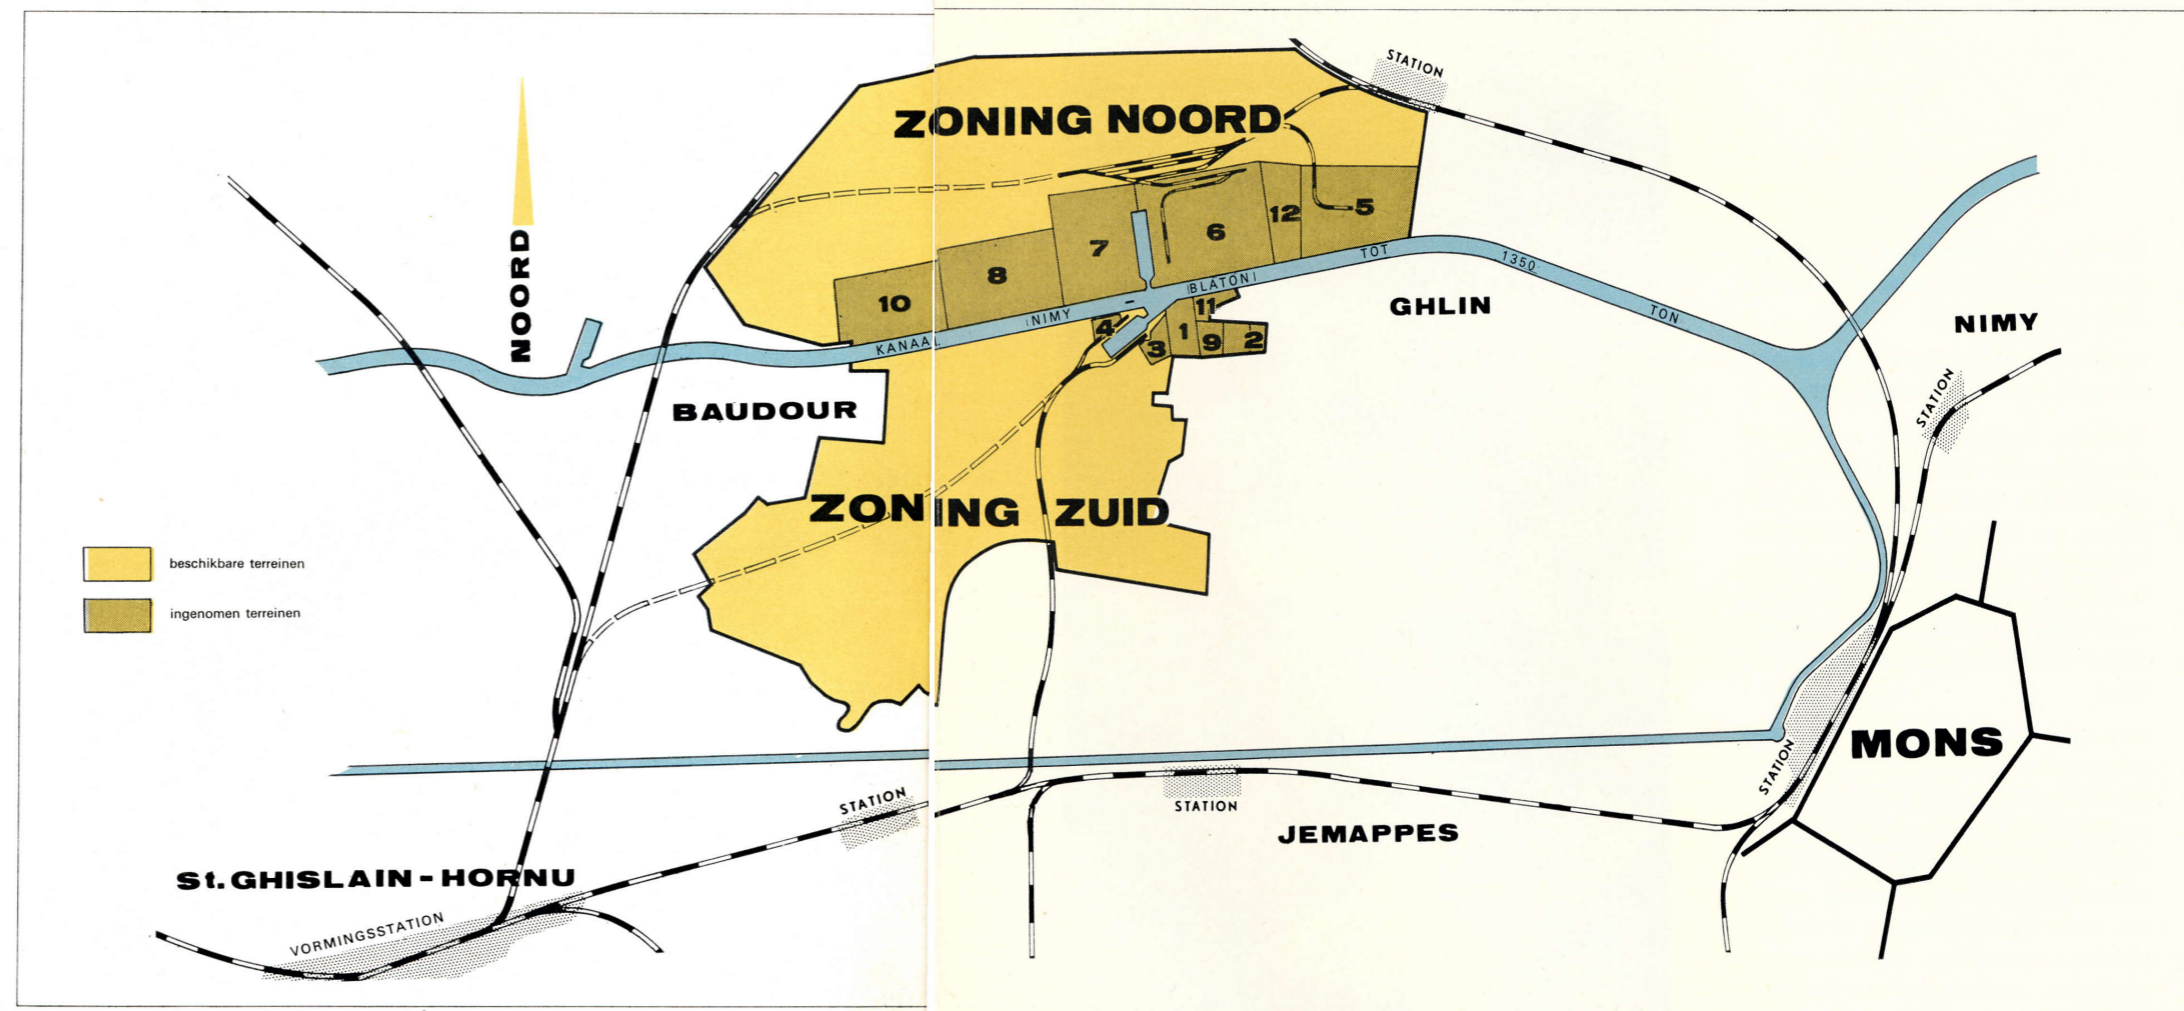 STATION
ZONING NOORD
NOORD
5
12
6
7
8
10
KANAAL NIMY BLATON TOT 1350 TON
11
4
1
3
9
2
GHLIN
NIMY
STATION
BAUDOUR
ZONING ZUID
beschikbare terreinen
ingenomen terreinen
MONS
STATION
STATION
STATION
JEMAPPES
St. GHISLAIN - HORNU
VORMINGSSTATION